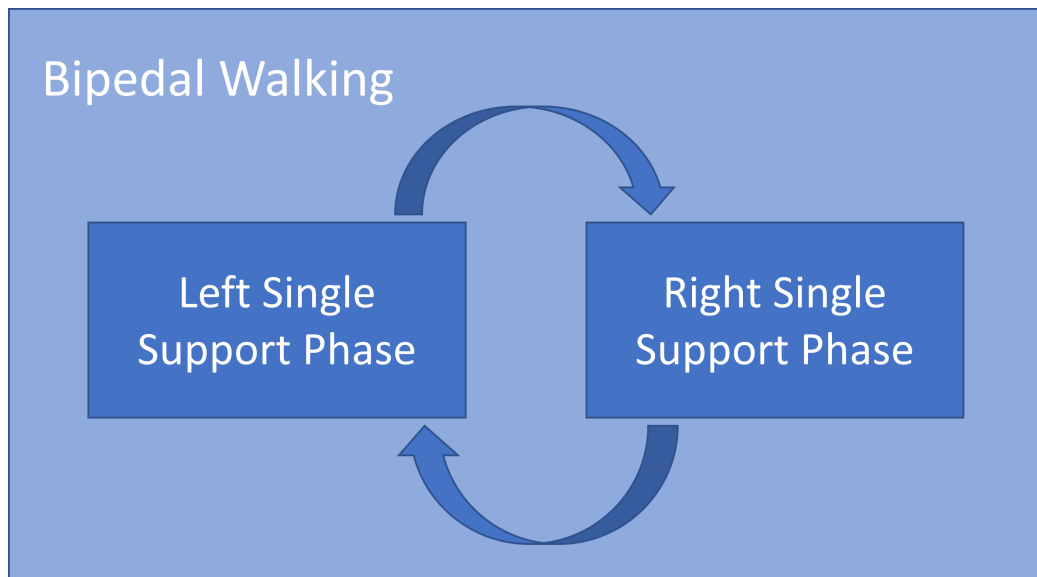 Bipedal Walking
Left Single
Support Phase
Right Single
Support Phase